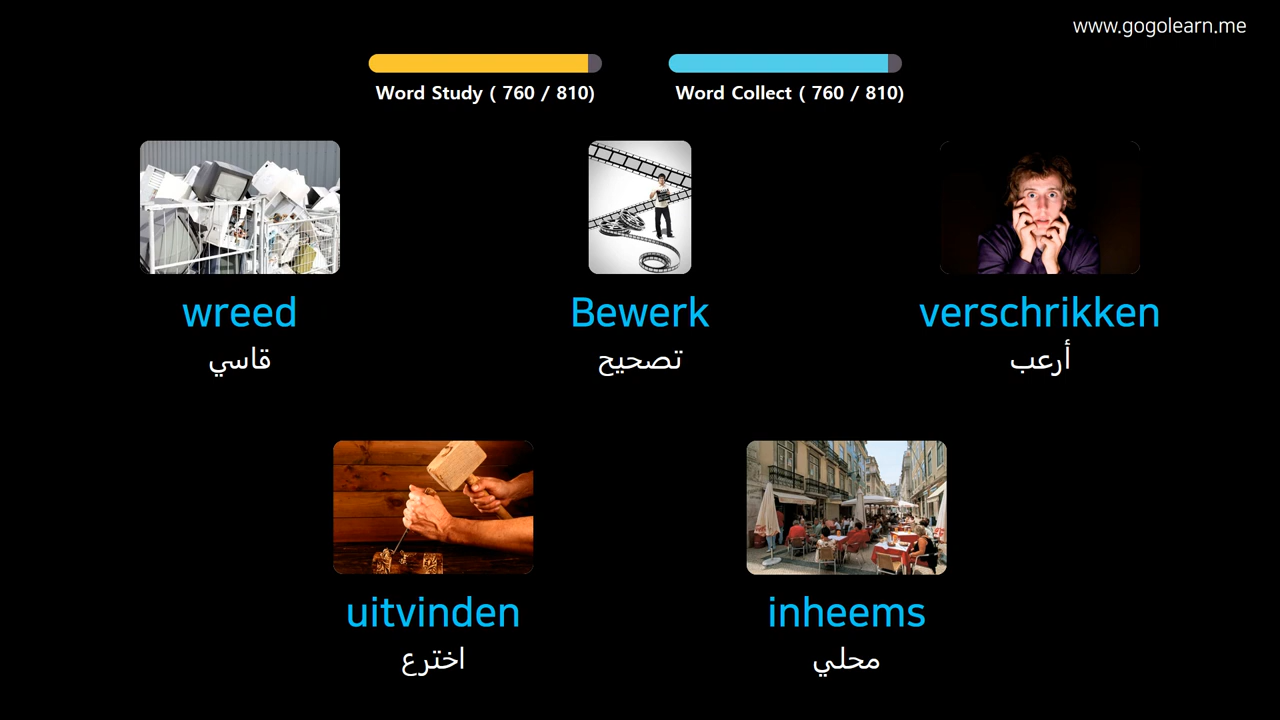 www.gogolearn.me
Word Study ( 760 / 810)
Word Collect ( 760 / 810)
wreed
قاسي
Bewerk
تصحيح
verschrikken
أرعب
uitvinden
اخترع
inheems
محلي